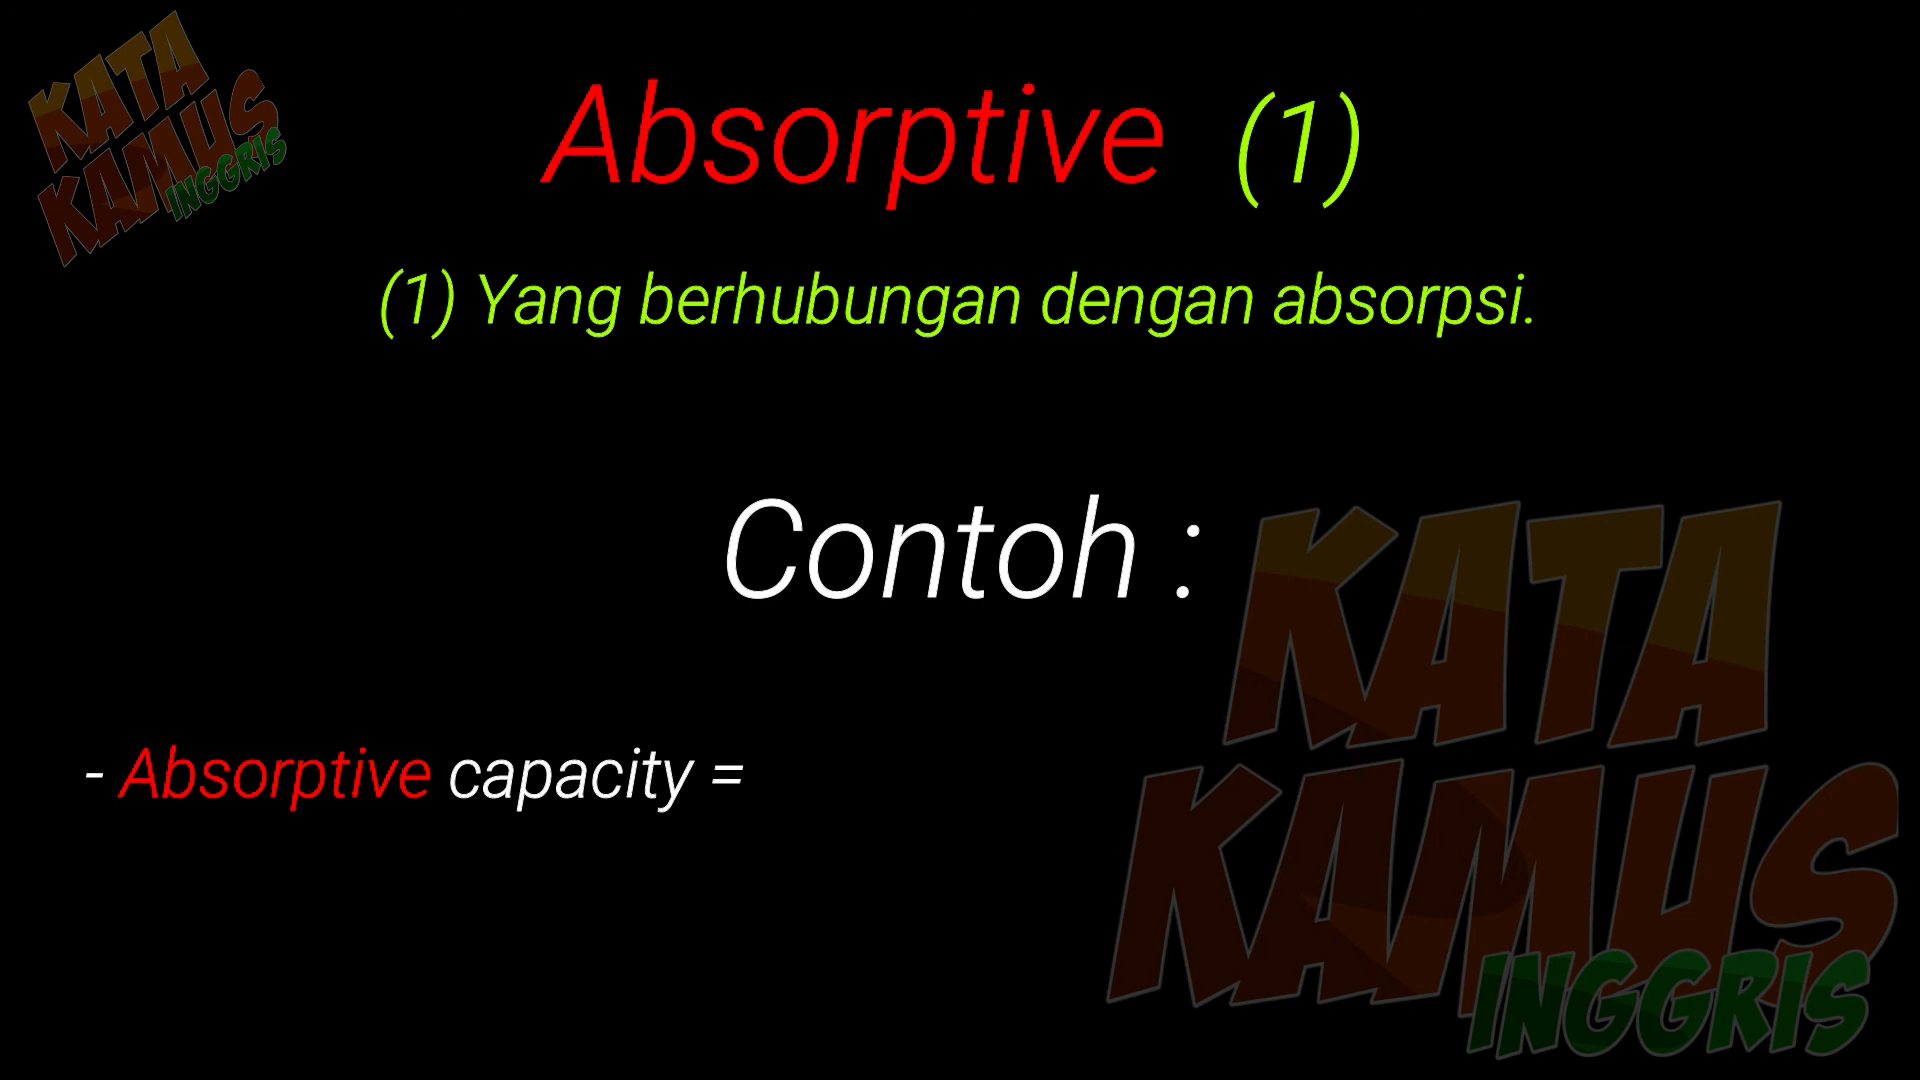 KATA
KAMUS
INGGRIS
Absorptive (1)
(1) Yang berhubungan dengan absorpsi.
Contoh :
- Absorptive capacity =
KATA
KAMUS
INGGRIS